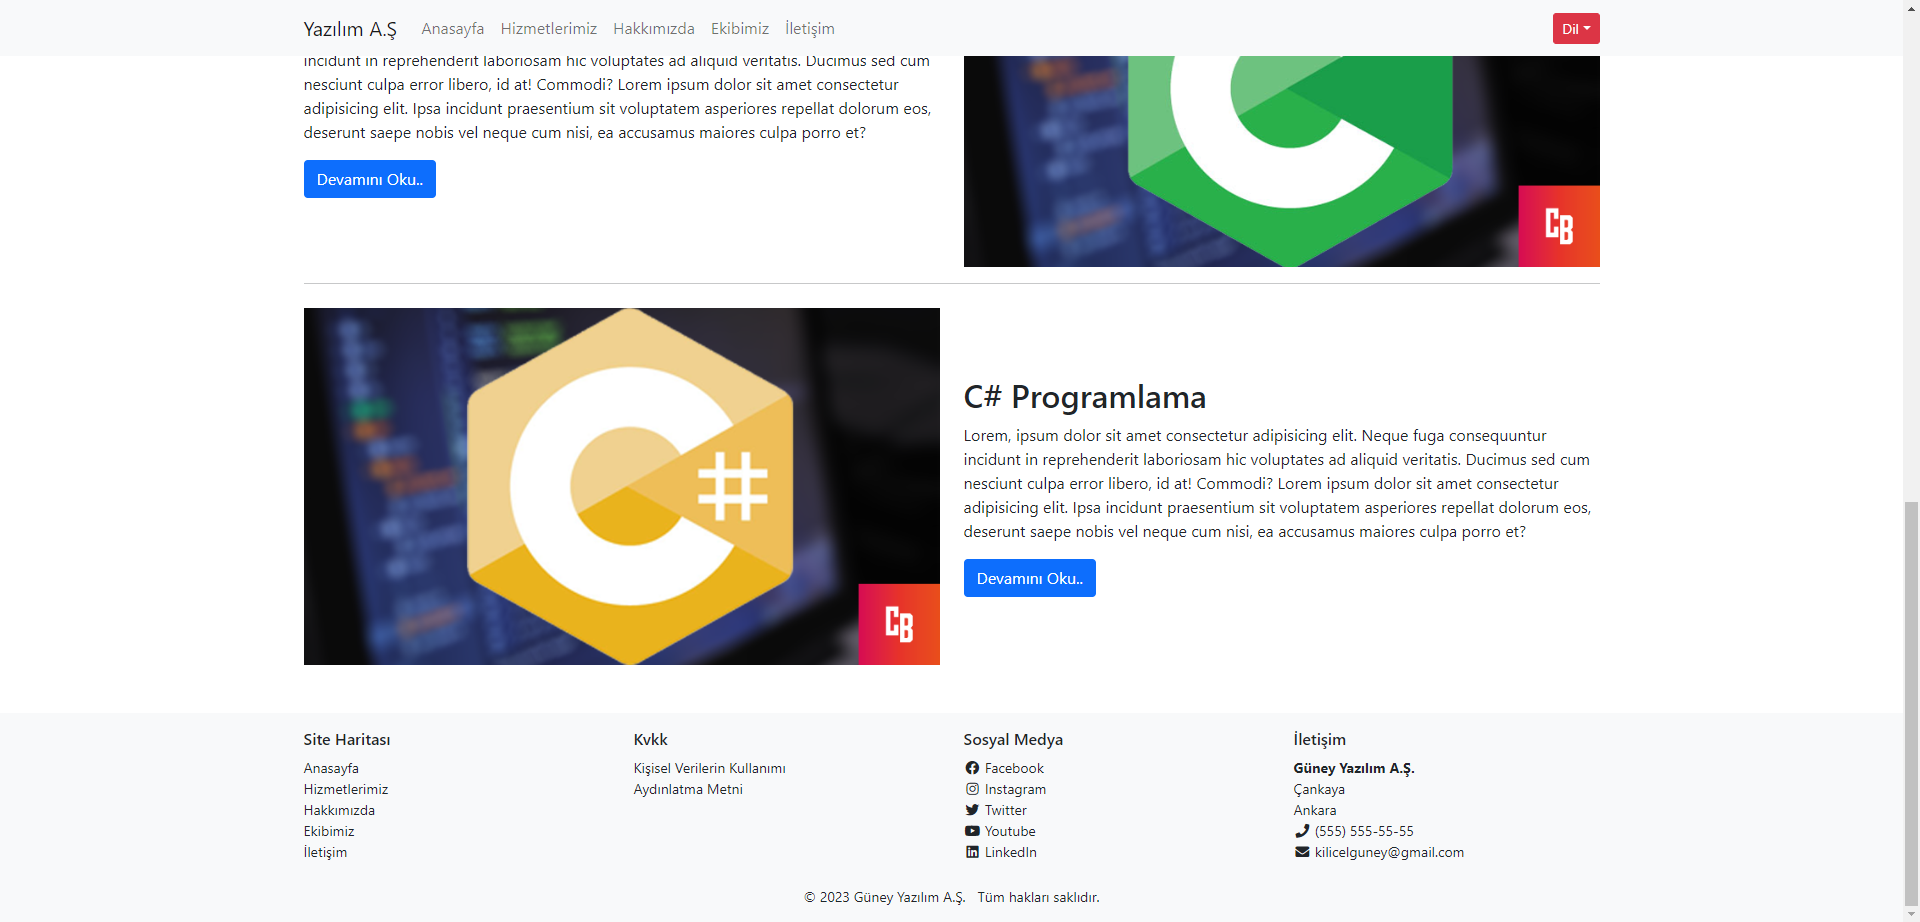 Yazılım A.Ş Anasayfa Hizmetlerimiz Hakkımızda Ekibimiz İletişim Dil
incidunt in reprehenderit laboriosam hic voluptates ad aliquid veritatis. Ducimus sed cum
nesciunt culpa error libero, id at! Commodi? Lorem ipsum dolor sit amet consectetur
adipisicing elit. Ipsa incidunt praesentium sit voluptatem asperiores repellat dolorum eos,
deserunt saepe nobis vel neque cum nisi, ea accusamus maiores culpa porro et?
Devamını Oku..
C
CB
C#
CB
C# Programlama
Lorem, ipsum dolor sit amet consectetur adipisicing elit. Neque fuga consequuntur
incidunt in reprehenderit laboriosam hic voluptates ad aliquid veritatis. Ducimus sed cum
nesciunt culpa error libero, id at! Commodi? Lorem ipsum dolor sit amet consectetur
adipisicing elit. Ipsa incidunt praesentium sit voluptatem asperiores repellat dolorum eos,
deserunt saepe nobis vel neque cum nisi, ea accusamus maiores culpa porro et?
Devamını Oku..
Site Haritası
Anasayfa
Hizmetlerimiz
Hakkımızda
Ekibimiz
İletişim
Kvkk
Kişisel Verilerin Kullanımı
Aydınlatma Metni
Sosyal Medya
Facebook
Instagram
Twitter
Youtube
LinkedIn
İletişim
Güney Yazılım A.Ş.
Çankaya
Ankara
(555) 555-55-55
kilicelguney@gmail.com
© 2023 Güney Yazılım A.Ş. Tüm hakları saklıdır.